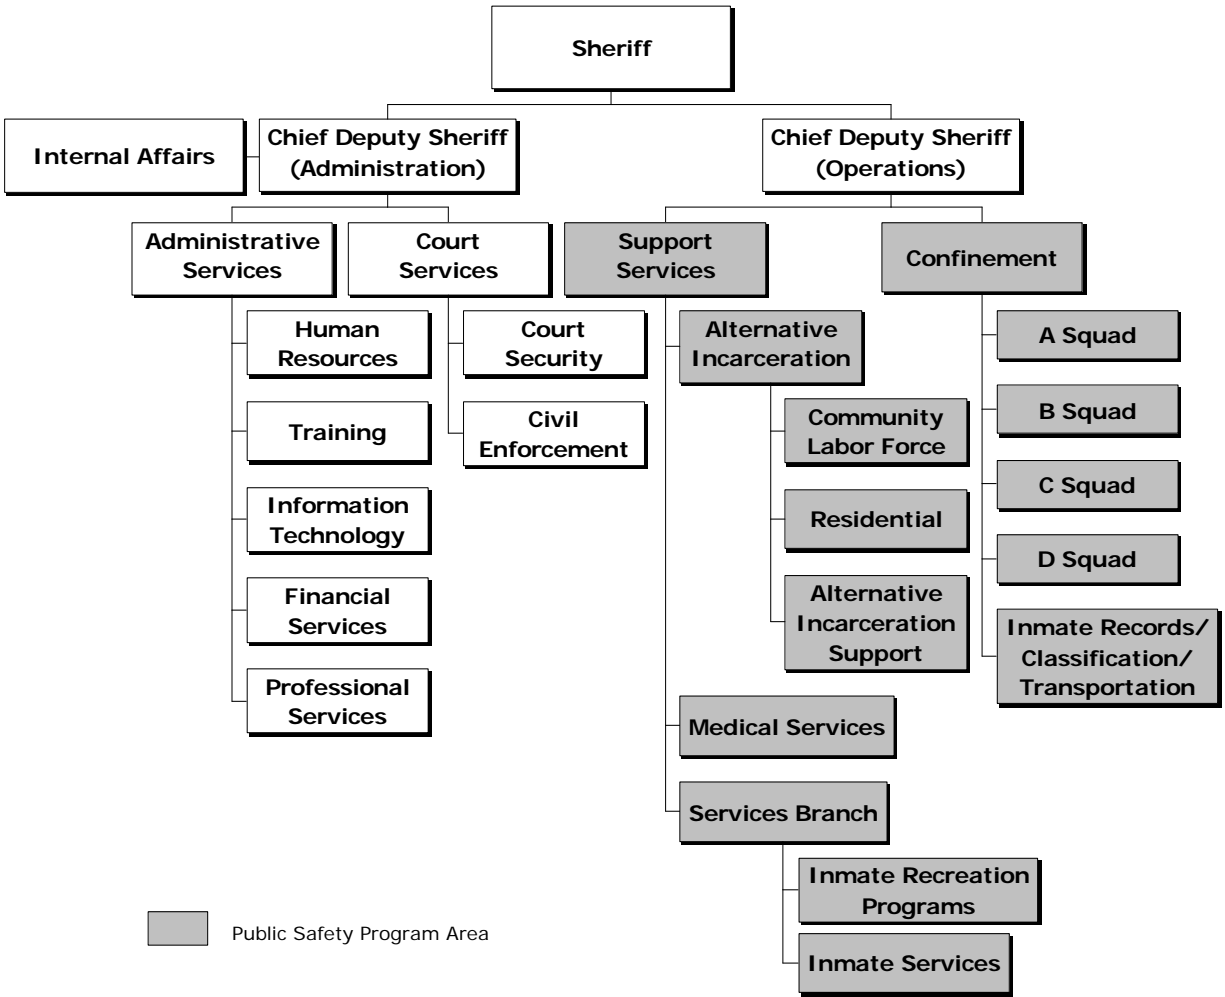 Sheriff
Internal Affairs
Chief Deputy Sheriff
(Administration)
Chief Deputy Sheriff
(Operations)
Administrative
Services
Court
Services
Support
Services
Confinement
Human
Resources
Training
Information
Technology
Financial
Services
Professional
Services
Court
Security
Civil
Enforcement
Alternative
Incarceration
Community
Labor Force
Residential
Alternative
Incarceration
Support
Medical Services
Services Branch
Inmate Recreation
Programs
Inmate Services
A Squad
B Squad
C Squad
D Squad
Inmate Records/
Classification/
Transportation
Public Safety Program Area